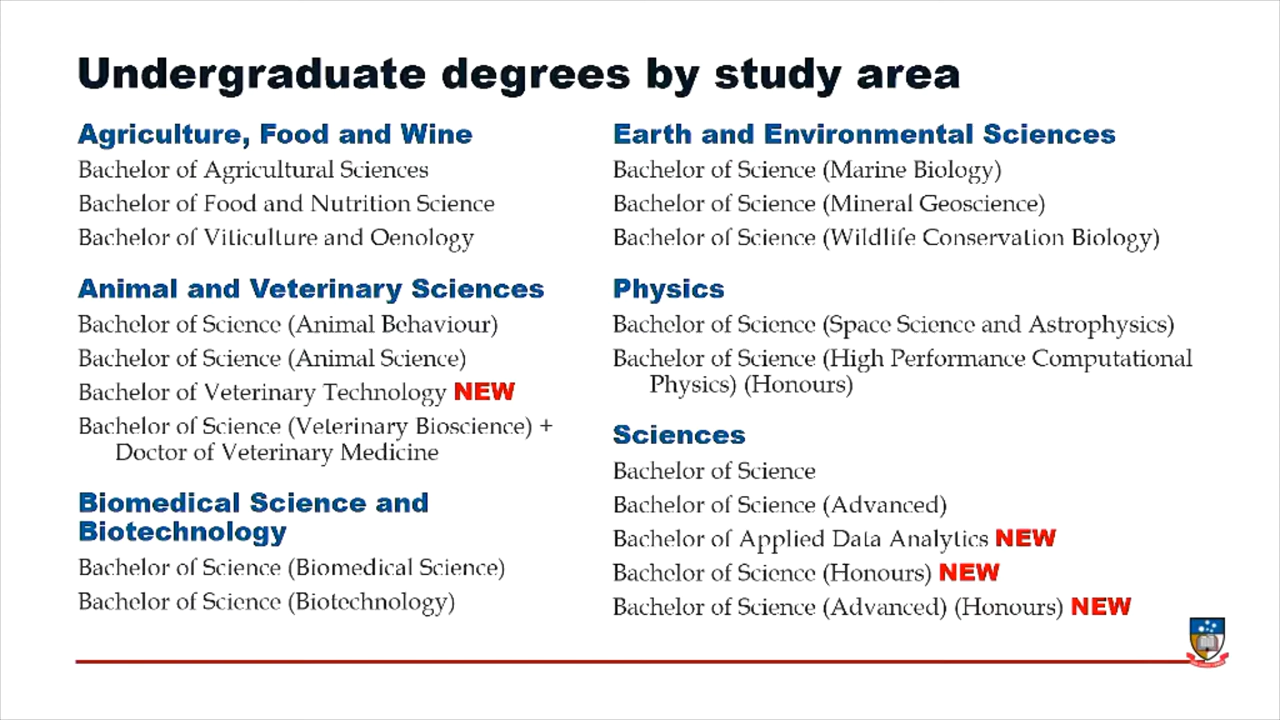 Undergraduate degrees by study area
Agriculture, Food and Wine
Bachelor of Agricultural Sciences
Bachelor of Food and Nutrition Science
Bachelor of Viticulture and Oenology
Animal and Veterinary Sciences
Bachelor of Science (Animal Behaviour)
Bachelor of Science (Animal Science)
Bachelor of Veterinary Technology NEW
Bachelor of Science (Veterinary Bioscience) +
Doctor of Veterinary Medicine
Biomedical Science and
Biotechnology
Bachelor of Science (Biomedical Science)
Bachelor of Science (Biotechnology)
Earth and Environmental Sciences
Bachelor of Science (Marine Biology)
Bachelor of Science (Mineral Geoscience)
Bachelor of Science (Wildlife Conservation Biology)
Physics
Bachelor of Science (Space Science and Astrophysics)
Bachelor of Science (High Performance Computational
Physics) (Honours)
Sciences
Bachelor of Science
Bachelor of Science (Advanced)
Bachelor of Applied Data Analytics NEW
Bachelor of Science (Honours) NEW
Bachelor of Science (Advanced) (Honours) NEW